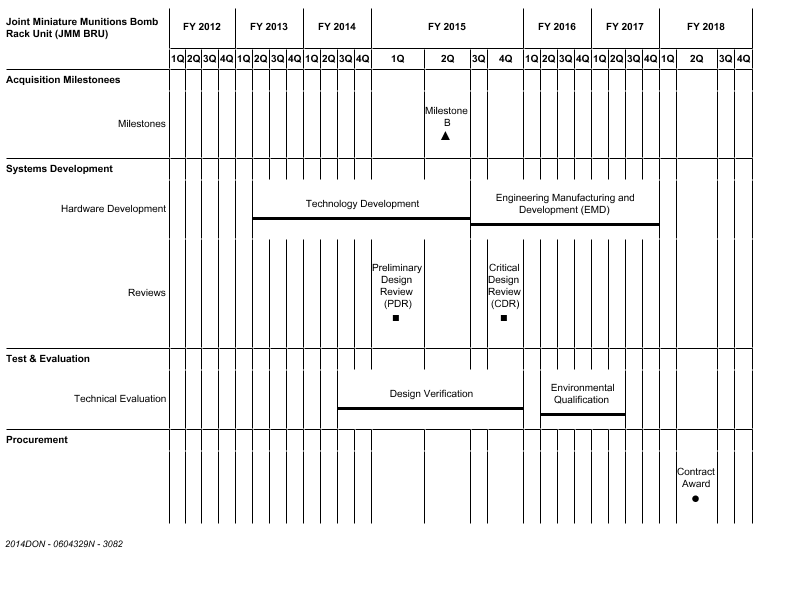 Joint Miniature Munitions Bomb
Rack Unit (JMM BRU)
FY 2012 FY 2013 FY 2014 FY 2015 FY 2016 FY 2017 FY 2018
1Q 2Q 3Q 4Q 1Q 2Q 3Q 4Q 1Q 2Q 3Q 4Q 1Q 2Q 3Q 4Q 1Q 2Q 3Q 4Q 1Q 2Q 3Q 4Q 1Q 2Q 3Q 4Q
Acquisition Milestonees
Milestones
Milestone
B
Systems Development
Hardware Development
Technology Development
Engineering Manufacturing and
Development (EMD)
Reviews
Preliminary
Design
Review
(PDR)
Critical
Design
Review
(CDR)
Test & Evaluation
Technical Evaluation
Design Verification
Environmental
Qualification
Procurement
Contract
Award
2014DON - 0604329N - 3082